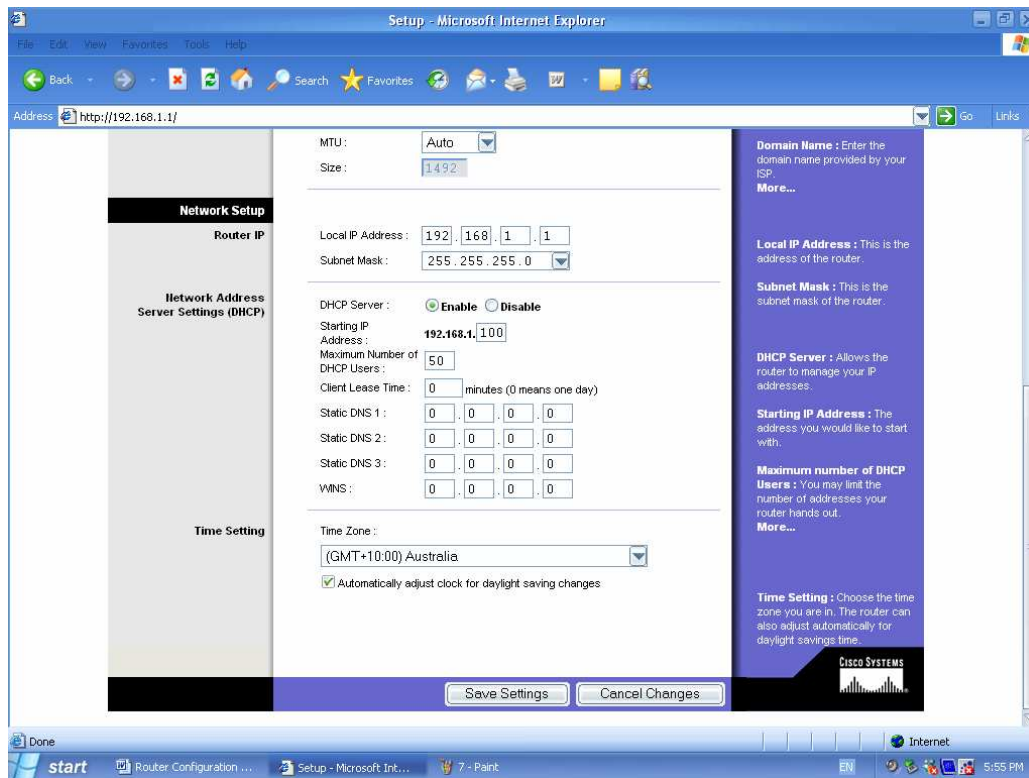 Setup - Microsoft Internet Explorer
File Edit View Favorites Tools Help
Back Search Favorites
Address http://192.168.1.1/ Go Links
MTU : Auto
Size : 1492
Network Setup
Router IP
Local IP Address : 192 . 168 . 1 . 1
Subnet Mask : 255.255.255.0
Network Address
Server Settings (DHCP)
DHCP Server : Enable Disable
Starting IP
Address : 192.168.1. 100
Maximum Number of
DHCP Users : 50
Client Lease Time : 0 minutes (0 means one day)
Static DNS 1 : 0 . 0 . 0 . 0
Static DNS 2 : 0 . 0 . 0 . 0
Static DNS 3 : 0 . 0 . 0 . 0
WINS : 0 . 0 . 0 . 0
Time Setting
Time Zone :
(GMT+10:00) Australia
Automatically adjust clock for daylight saving changes
Save Settings Cancel Changes
Domain Name : Enter the
domain name provided by your
ISP.
More...
Local IP Address : This is the
address of the router.
Subnet Mask : This is the
subnet mask of the router.
DHCP Server : Allows the
router to manage your IP
addresses.
Starting IP Address : The
address you would like to start
with.
Maximum number of DHCP
Users : You may limit the
number of addresses your
router hands out.
More...
Time Setting : Choose the time
zone you are in. The router can
also adjust automatically for
daylight savings time.
CISCO SYSTEMS
Done Internet
start Router Configuration ... Setup - Microsoft Int... 7 - Paint EN 5:55 PM